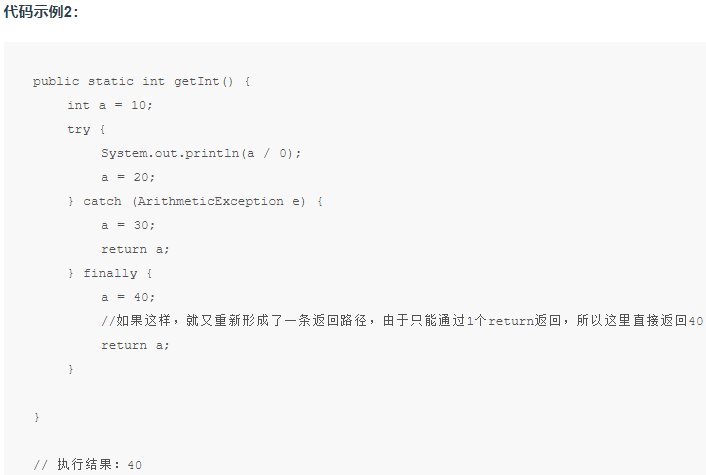 代码示例2：
public static int getInt() {
int a = 10;
try {
System.out.println(a / 0);
a = 20;
} catch (ArithmeticException e) {
a = 30;
return a;
} finally {
a = 40;
//如果这样，就又重新形成了一条返回路径，由于只能通过1个return返回，所以这里直接返回40
return a;
}
}
// 执行结果：40